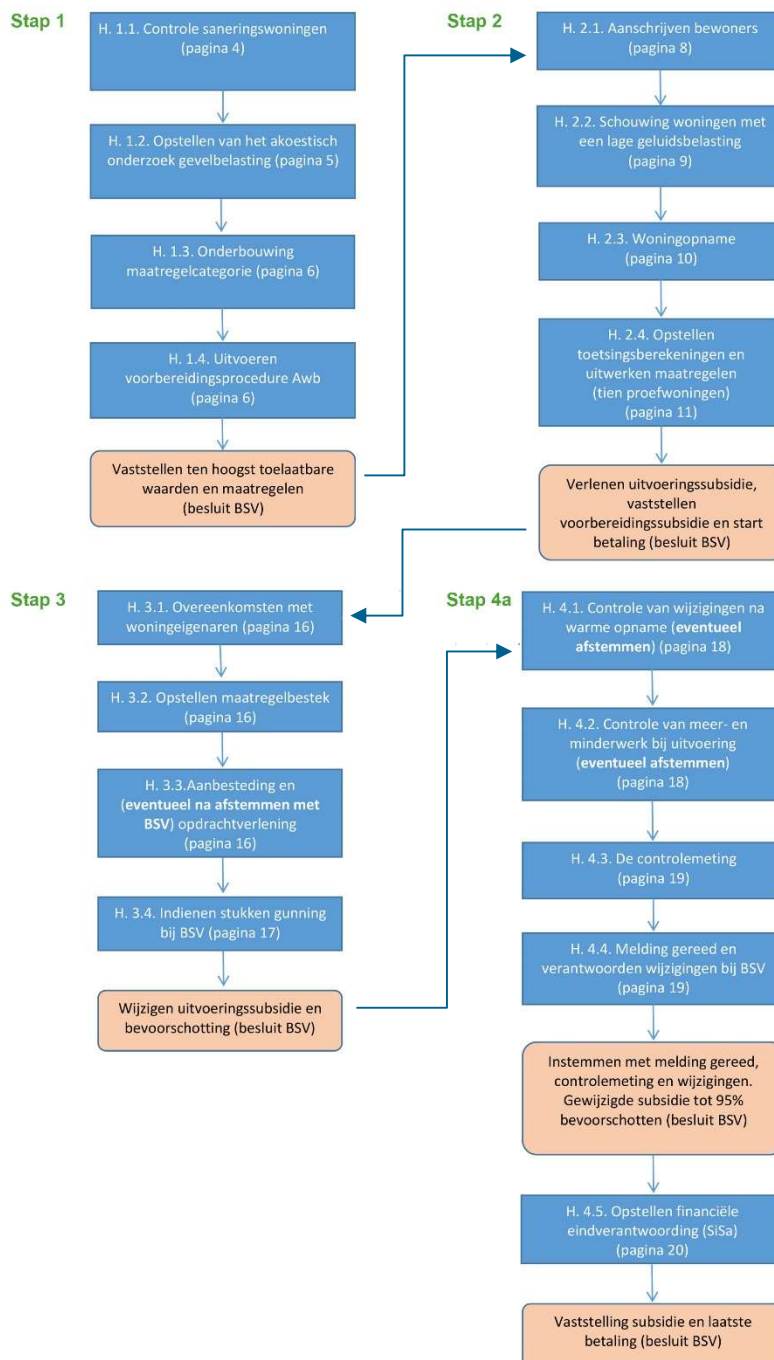 Stap 1
H. 1.1. Controle saneringswoningen
(pagina 4)
H. 1.2. Opstellen van het akoestisch
onderzoek gevelbelasting (pagina 5)
H. 1.3. Onderbouwing
maatregelcategorie (pagina 6)
H. 1.4. Uitvoeren
voorbereidingsprocedure Awb
(pagina 6)
Vaststellen ten hoogst toelaatbare
waarden en maatregelen
(besluit BSV)
Stap 2
H. 2.1. Aanschrijven bewoners
(pagina 8)
H. 2.2. Schouwing woningen met
een lage geluidsbelasting
(pagina 9)
H. 2.3. Woningopname
(pagina 10)
H. 2.4. Opstellen
toetsingsberekeningen en
uitwerken maatregelen
(tien proefwoningen)
(pagina 11)
Verlenen uitvoeringssubsidie,
vaststellen
voorbereidingssubsidie en start
betaling (besluit BSV)
Stap 3
H. 3.1. Overeenkomsten met
woningeigenaren (pagina 16)
H. 3.2. Opstellen maatregelbestek
(pagina 16)
H. 3.3.Aanbesteding en
(eventueel na afstemmen met
BSV) opdrachtverlening
(pagina 16)
H. 3.4. Indienen stukken gunning
bij BSV (pagina 17)
Wijzigen uitvoeringssubsidie en
bevoorschotting (besluit BSV)
Stap 4a
H. 4.1. Controle van wijzigingen na
warme opname (eventueel
afstemmen) (pagina 18)
H. 4.2. Controle van meer- en
minderwerk bij uitvoering
(eventueel afstemmen)
(pagina 18)
H. 4.3. De controlemeting
(pagina 19)
H. 4.4. Melding gereed en
verantwoorden wijzigingen bij BSV
(pagina 19)
Instemmen met melding gereed,
controlemeting en wijzigingen.
Gewijzigde subsidie tot 95%
bevoorschotten (besluit BSV)
H. 4.5. Opstellen financiële
eindverantwoording (SiSa)
(pagina 20)
Vaststelling subsidie en laatste
betaling (besluit BSV)